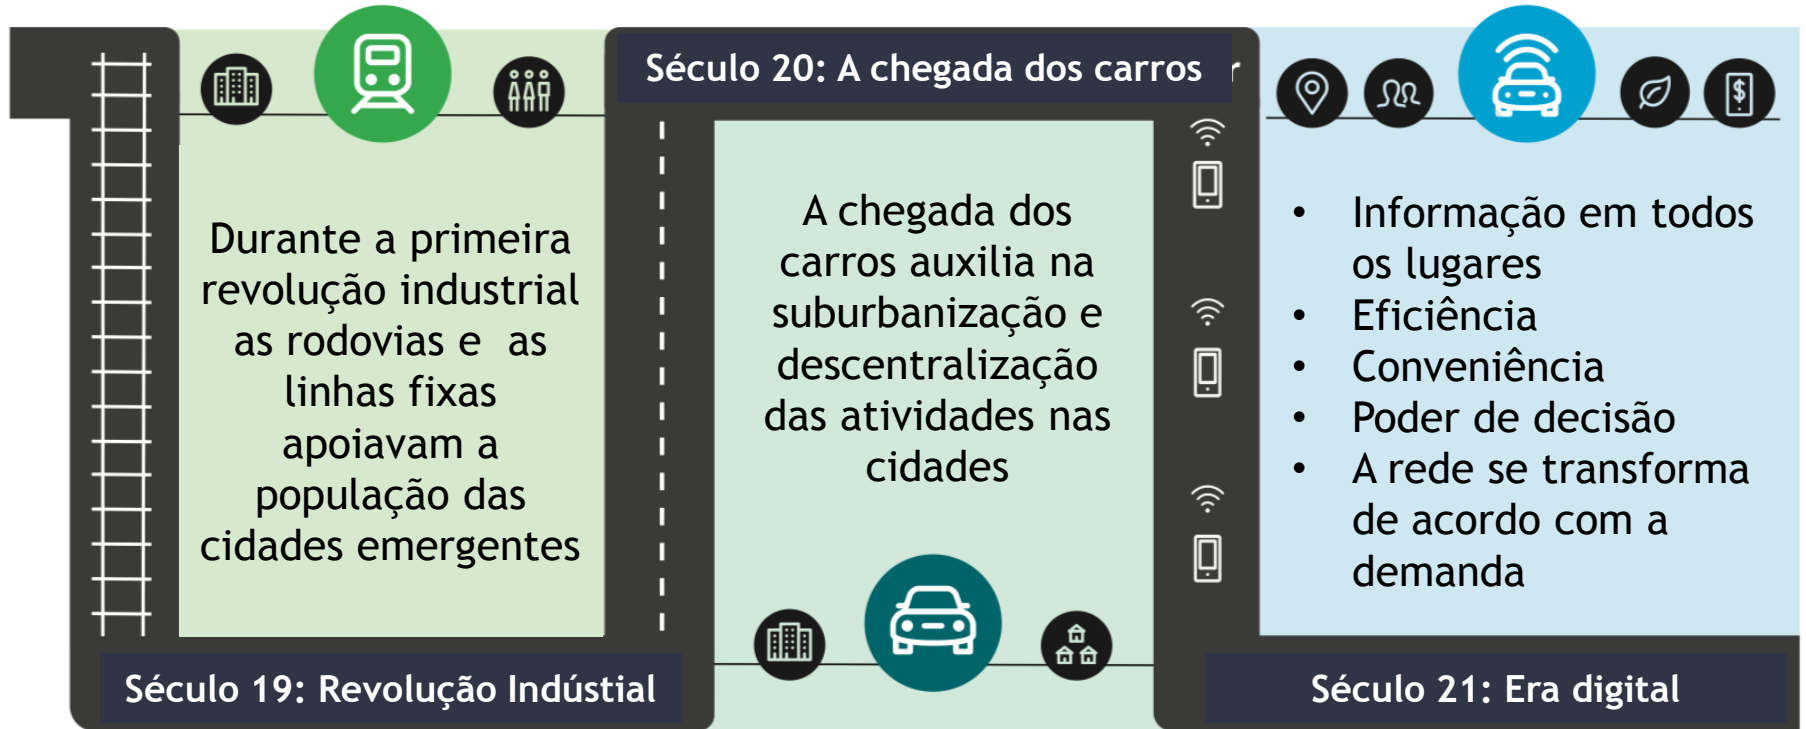 Durante a primeira
revolução industrial
as rodovias e as
linhas fixas
apoiavam a
população das
cidades emergentes
Século 19: Revolução Indústial
Século 20: A chegada dos carros
A chegada dos
carros auxilia na
suburbanização e
descentralização
das atividades nas
cidades
$
• Informação em todos
os lugares
• Eficiência
• Conveniência
• Poder de decisão
• A rede se transforma
de acordo com a
demanda
Século 21: Era digital